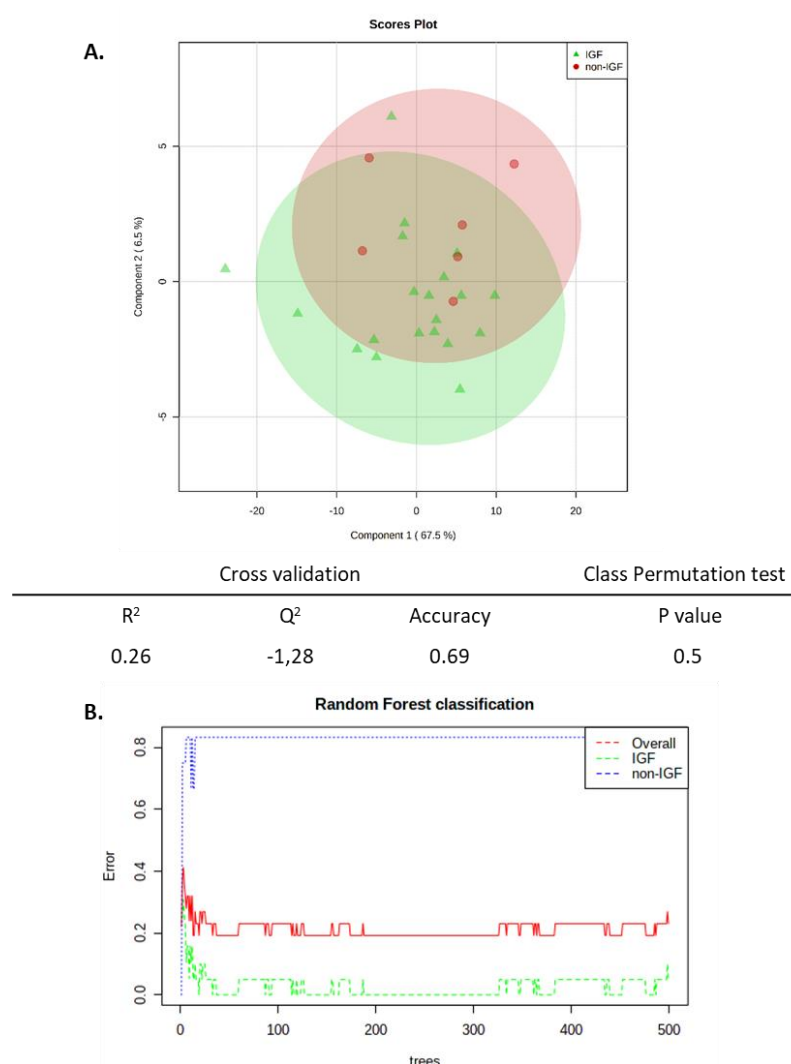 A.
Scores Plot
IGF
non-IGF
Component 2 ( 6.5 %)
5
0
-5
-20 -10 0 10 20
Component 1 ( 67.5 %)
Cross validation Class Permutation test
R² Q² Accuracy P value
0.26 -1,28 0.69 0.5
B.
Random Forest classification
Overall
IGF
non-IGF
Error
0.8
0.6
0.4
0.2
0.0
0 100 200 300 400 500
trees